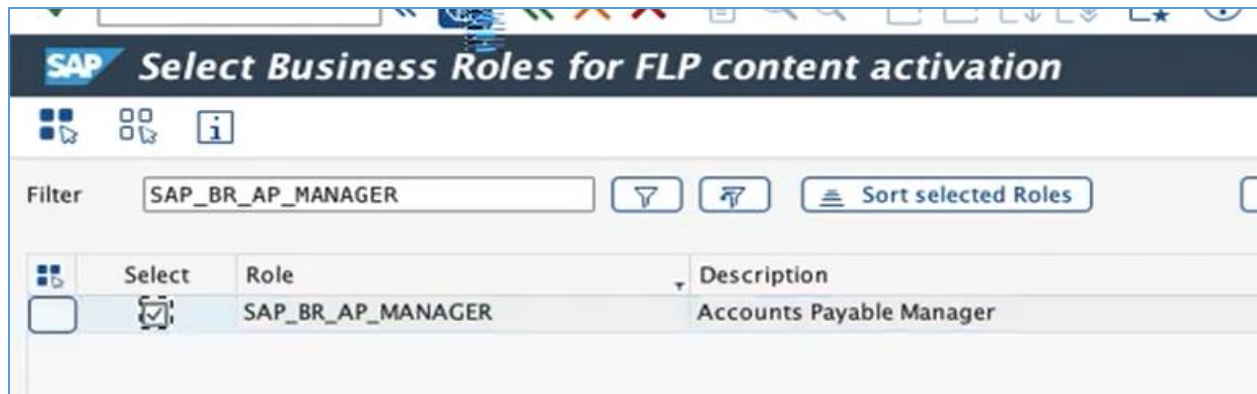 SAP Select Business Roles for FLP content activation
Filter SAP_BR_AP_MANAGER Sort selected Roles
Select Role Description
SAP_BR_AP_MANAGER Accounts Payable Manager